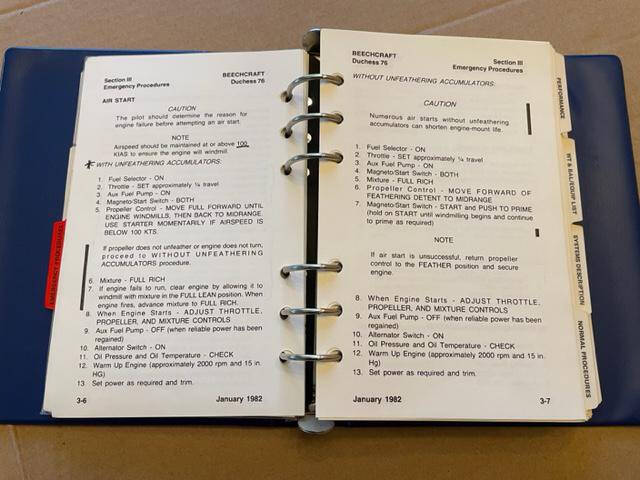 Section III
Emergency Procedures
BEECHCRAFT
Duchess 76
AIR START
CAUTION
The pilot should determine the reason for
engine failure before attempting an air start.
NOTE
Airspeed should be maintained at or above 100
KIAS to ensure the engine will windmill.
* WITH UNFEATHERING ACCUMULATORS:
1. Fuel Selector - ON
2. Throttle - SET approximately ¼ travel
3. Aux Fuel Pump - ON
4. Magneto/Start Switch - BOTH
5. Propeller Control - MOVE FULL FORWARD UNTIL
ENGINE WINDMILLS, THEN BACK TO MIDRANGE.
USE STARTER MOMENTARILY IF AIRSPEED IS
BELOW 100 KTS.
If propeller does not unfeather or engine does not turn,
proceed to WITHOUT UNFEATHERING
ACCUMULATORS procedure.
6. Mixture - FULL RICH
7. If engine fails to run, clear engine by allowing it to
windmill with mixture in the FULL LEAN position. When
engine fires, advance mixture to FULL RICH.
8. When Engine Starts - ADJUST THROTTLE,
PROPELLER, AND MIXTURE CONTROLS
9. Aux Fuel Pump - OFF (when reliable power has been
regained)
10. Alternator Switch - ON
11. Oil Pressure and Oil Temperature - CHECK
12. Warm Up Engine (approximately 2000 rpm and 15 in.
HG)
13. Set power as required and trim.
3-6
January 1982
EMERGENCY PROCEDURES
BEECHCRAFT
Duchess 76
Section III
Emergency Procedures
WITHOUT UNFEATHERING ACCUMULATORS:
CAUTION
Numerous air starts without unfeathering
accumulators can shorten engine-mount life.
1. Fuel Selector - ON
2. Throttle - SET approximately ¼ travel
3. Aux Fuel Pump - ON
4. Magneto/Start Switch - BOTH
5. Mixture - FULL RICH
6. Propeller Control - MOVE FORWARD OF
FEATHERING DETENT TO MIDRANGE
7. Magneto/Start Switch - START and PUSH TO PRIME
(hold on START until windmilling begins and continue
to prime as required)
NOTE
If air start is unsuccessful, return propeller
control to the FEATHER position and secure
engine.
8. When Engine Starts - ADJUST THROTTLE,
PROPELLER, AND MIXTURE CONTROLS
9. Aux Fuel Pump - OFF (when reliable power has been
regained)
10. Alternator Switch - ON
11. Oil Pressure and Oil Temperature - CHECK
12. Warm Up Engine (approximately 2000 rpm and 15 in.
HG)
13. Set power as required and trim.
January 1982
3-7
PERFORMANCE
WT & BAL/EQUIP LIST
SYSTEMS DESCRIPTION
NORMAL PROCEDURES